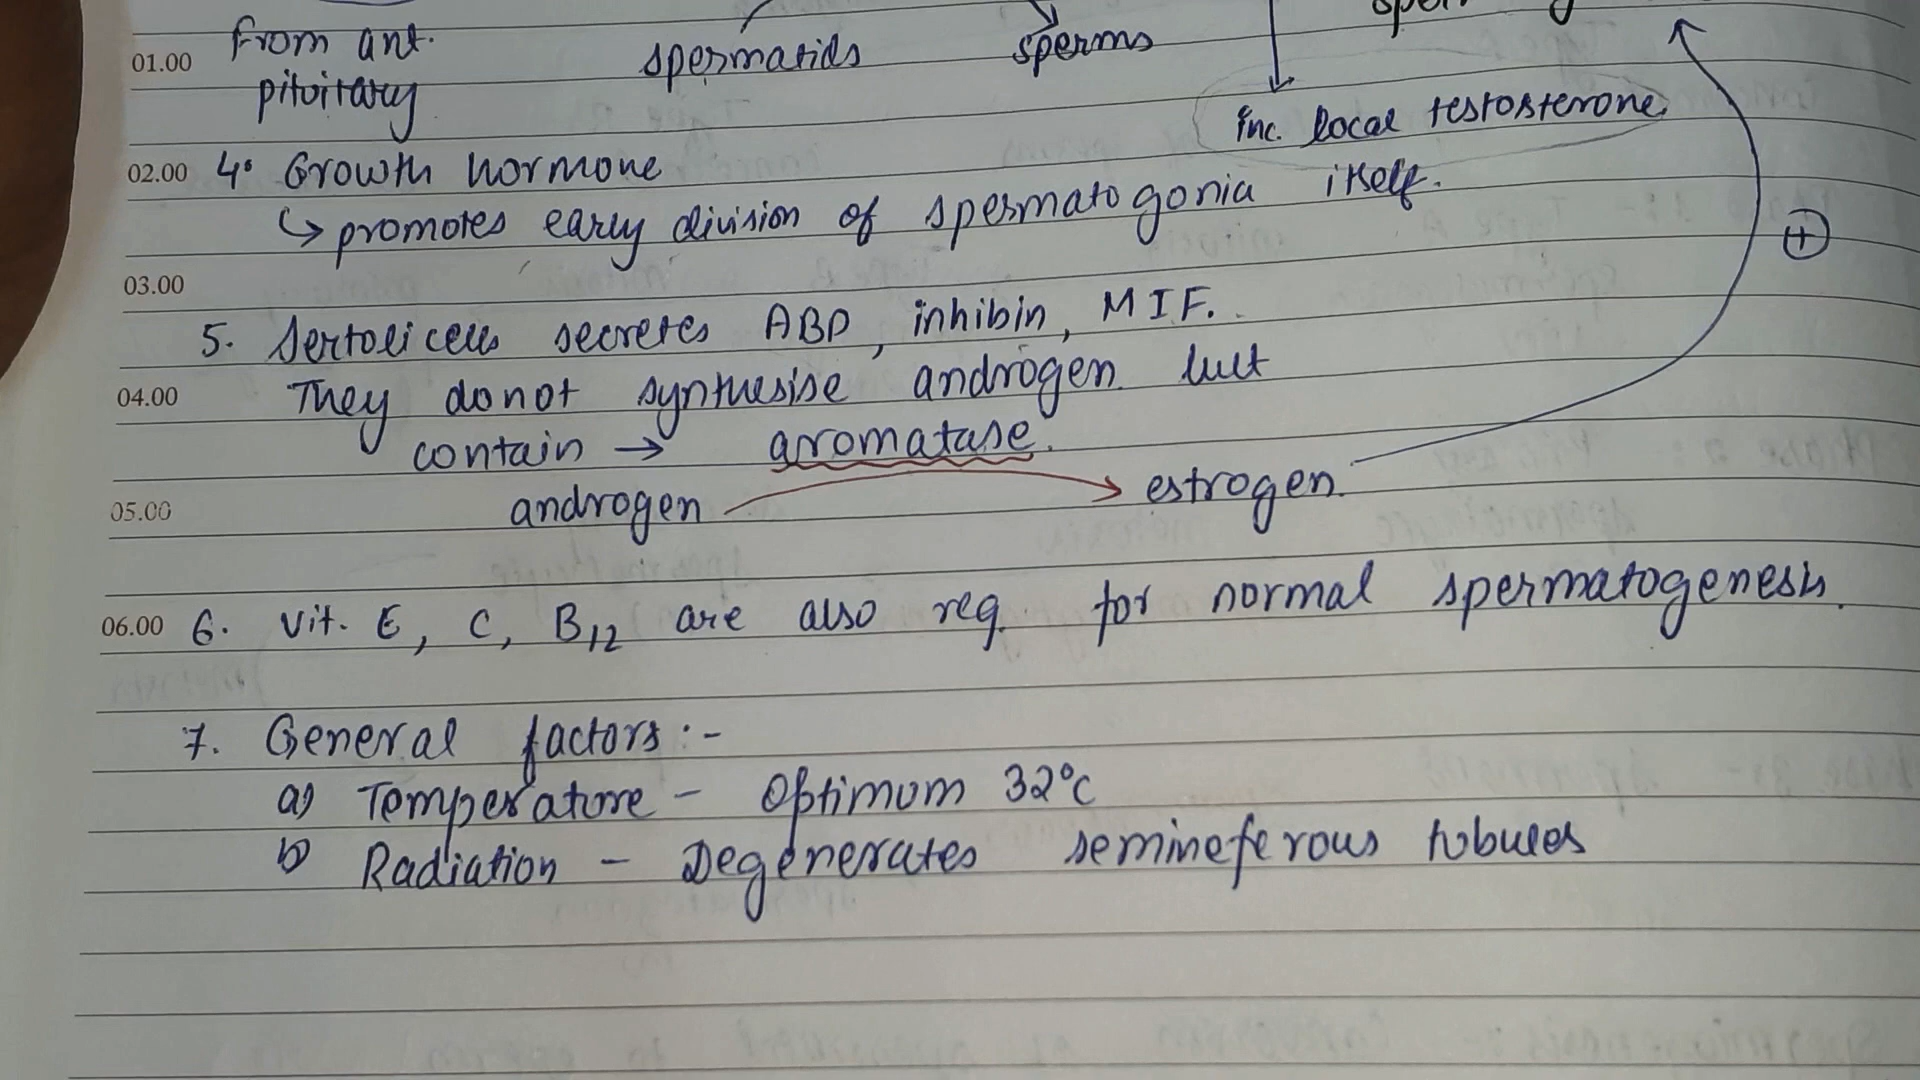 01.00 From ant.
spermatids
sperms
pituitary
inc. local testosterone
02.00 4. Growth hormone
↳ promotes early division of spermatogonia itself.
03.00
5. Sertoli cells secretes ABP, inhibin, MIF.
04.00 They do not synthesise androgen but
contain → aromatase.
05.00 androgen → estrogen.
+
06.00 6. Vit. E, C, B12 are also req. for normal spermatogenesis.
7. General factors :-
a) Temperature - Optimum 32°C
b) Radiation - Degenerates semineferous tubules